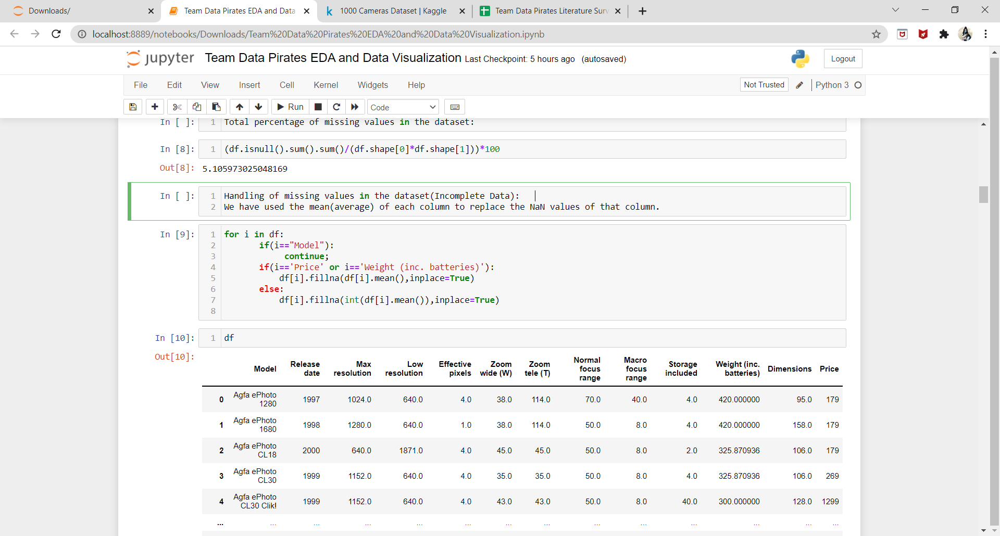 Downloads/
Team Data Pirates EDA and Data
1000 Cameras Dataset | Kaggle
Team Data Pirates Literature Surv
localhost:8889/notebooks/Downloads/Team%20Data%20Pirates%20EDA%20and%20Data%20Visualization.ipynb
jupyter Team Data Pirates EDA and Data Visualization Last Checkpoint: 5 hours ago (autosaved)
Logout
File Edit View Insert Cell Kernel Widgets Help
Not Trusted
Python 3
Run
Code
In [ ]: 1 Total percentage of missing values in the dataset:
In [8]: 1 (df.isnull().sum().sum()/(df.shape[0]*df.shape[1]))*100
Out[8]: 5.105973025048169
In [ ]: 1 Handling of missing values in the dataset(Incomplete Data):
2 We have used the mean(average) of each column to replace the NaN values of that column.
In [9]: 1 for i in df:
2 if(i=="Model"):
3 continue;
4 if(i=='Price' or i=='Weight (inc. batteries)'):
5 df[i].fillna(df[i].mean(),inplace=True)
6 else:
7 df[i].fillna(int(df[i].mean()),inplace=True)
8
In [10]: 1 df
Out[10]:
Model Release date Max resolution Low resolution Effective pixels Zoom wide (W) Zoom tele (T) Normal focus range Macro focus range Storage included Weight (inc. batteries) Dimensions Price
0 Agfa ePhoto 1280 1997 1024.0 640.0 4.0 38.0 114.0 70.0 40.0 4.0 420.000000 95.0 179
1 Agfa ePhoto 1680 1998 1280.0 640.0 1.0 38.0 114.0 50.0 8.0 4.0 420.000000 158.0 179
2 Agfa ePhoto CL18 2000 640.0 1871.0 4.0 45.0 45.0 50.0 8.0 2.0 325.870936 106.0 179
3 Agfa ePhoto CL30 1999 1152.0 640.0 4.0 35.0 35.0 50.0 8.0 4.0 325.870936 106.0 269
4 Agfa ePhoto CL30 Clik! 1999 1152.0 640.0 4.0 43.0 43.0 50.0 8.0 40.0 300.000000 128.0 1299
... ... ... ... ... ... ... ... ... ... ... ... ... ...